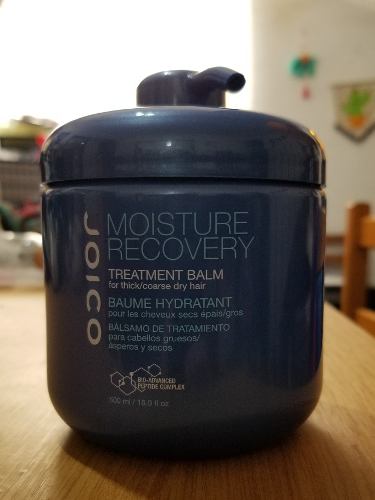 JOICO
MOISTURE
RECOVERY
TREATMENT BALM
for thick/coarse dry hair
BAUME HYDRATANT
pour les cheveux secs épais/gros
BÁLSAMO DE TRATAMIENTO
para cabellos gruesos/
ásperos y secos
BIO-ADVANCED
PEPTIDE COMPLEX
500 ml / 16.9 fl oz